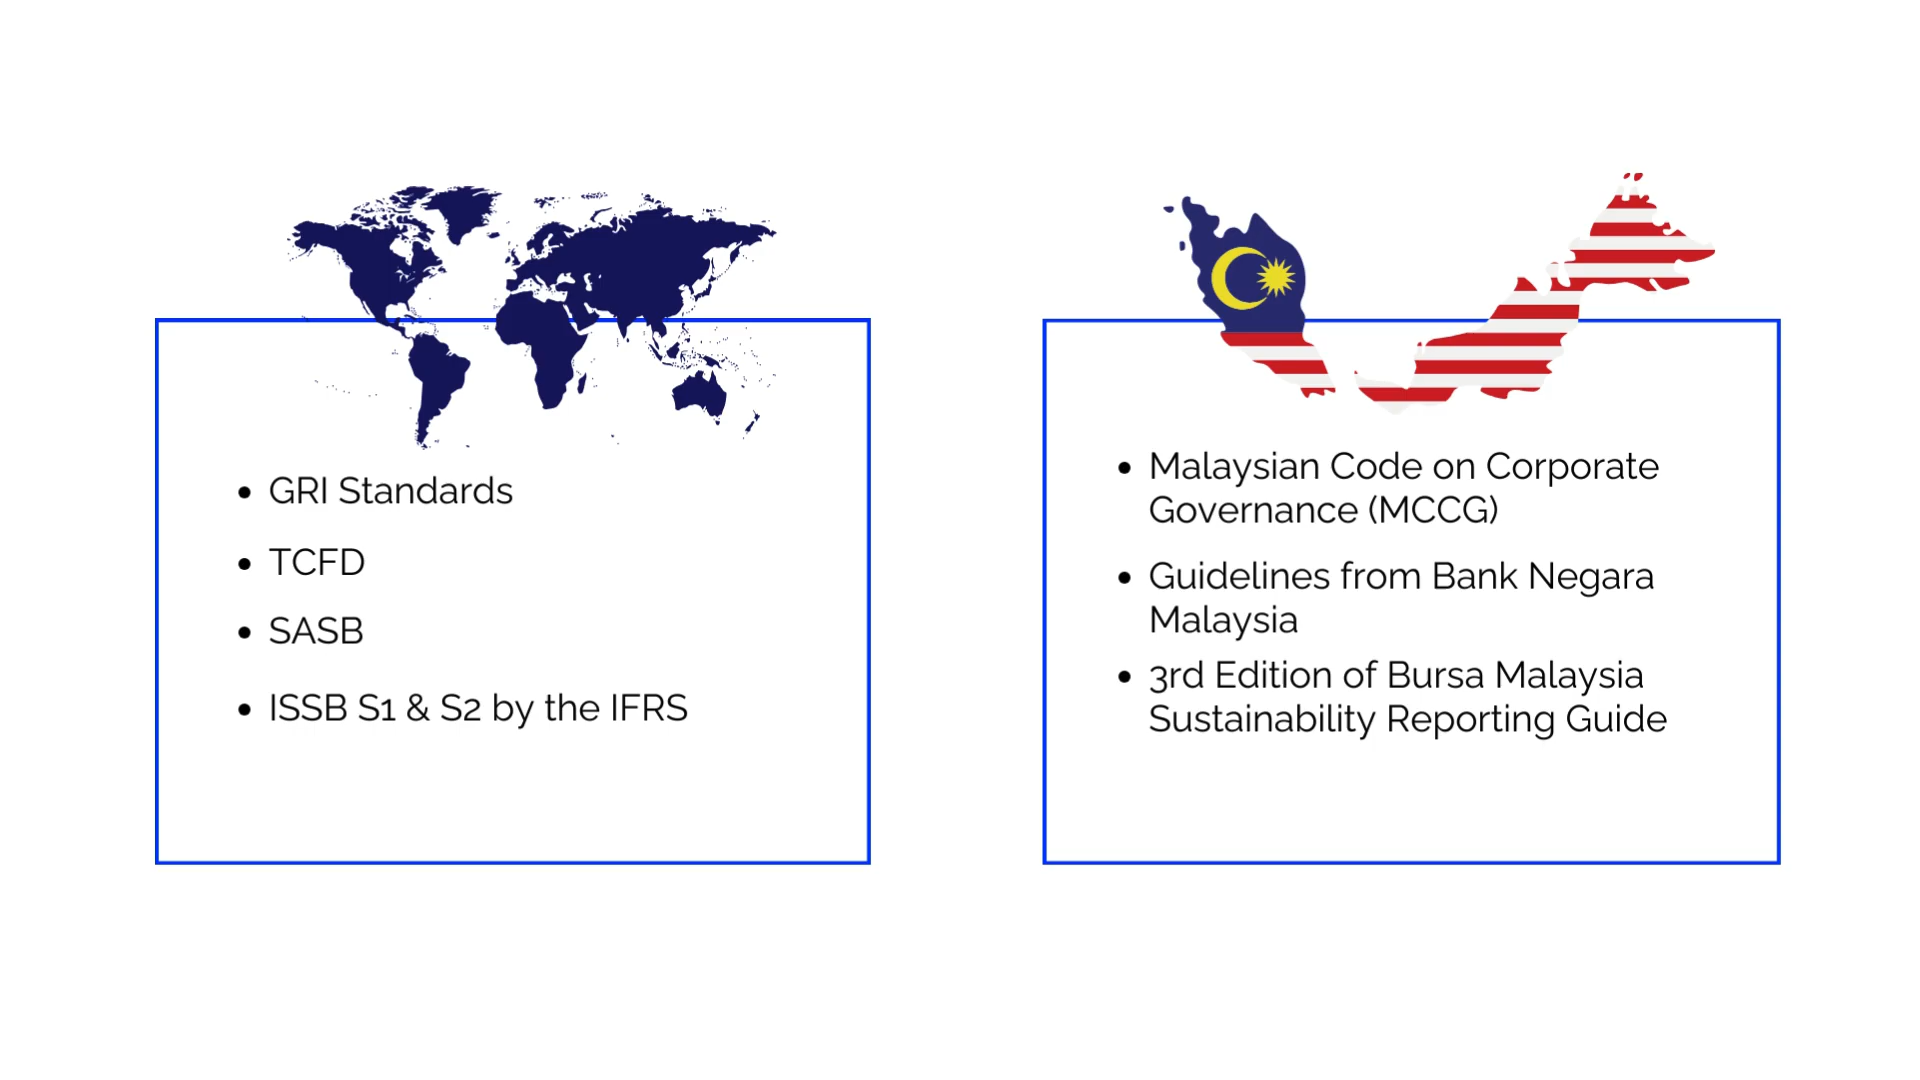 GRI Standards
TCFD
SASB
ISSB S1 & S2 by the IFRS
Malaysian Code on Corporate
Governance (MCCG)
Guidelines from Bank Negara
Malaysia
3rd Edition of Bursa Malaysia
Sustainability Reporting Guide